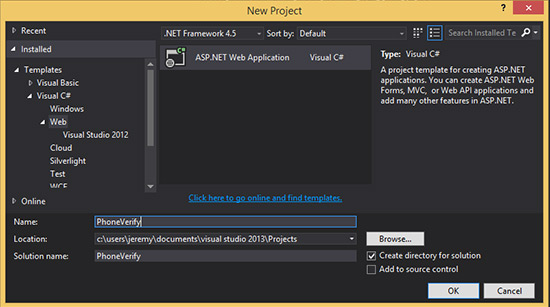 New Project
Recent
Installed
Templates
Visual Basic
Visual C#
Windows
Web
Visual Studio 2012
Cloud
Silverlight
Test
WCF
Online
.NET Framework 4.5
Sort by: Default
Search Installed Te
C#
ASP.NET Web Application Visual C#
Click here to go online and find templates.
Type: Visual C#
A project template for creating ASP.NET
applications. You can create ASP.NET Web
Forms, MVC, or Web API applications and
add many other features in ASP.NET.
Name: PhoneVerify
Location: c:\users\jeremy\documents\visual studio 2013\Projects
Browse...
Solution name: PhoneVerify
Create directory for solution
Add to source control
OK
Cancel